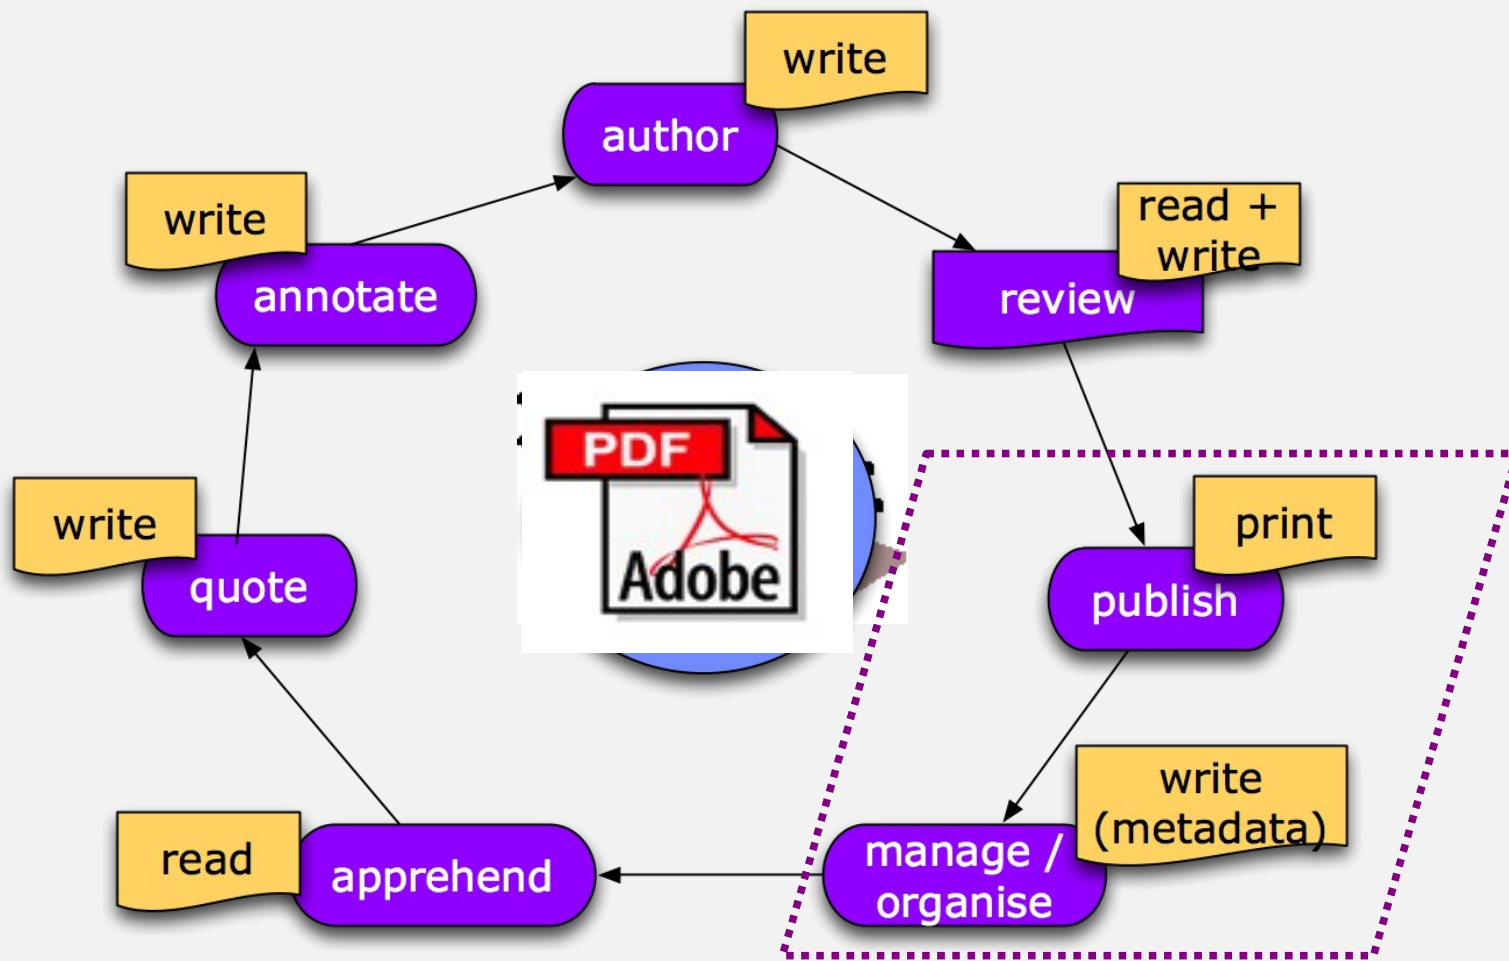 write
author
write
annotate
read +
write
review
PDF
Adobe
write
quote
print
publish
write
(metadata)
manage /
organise
read
apprehend